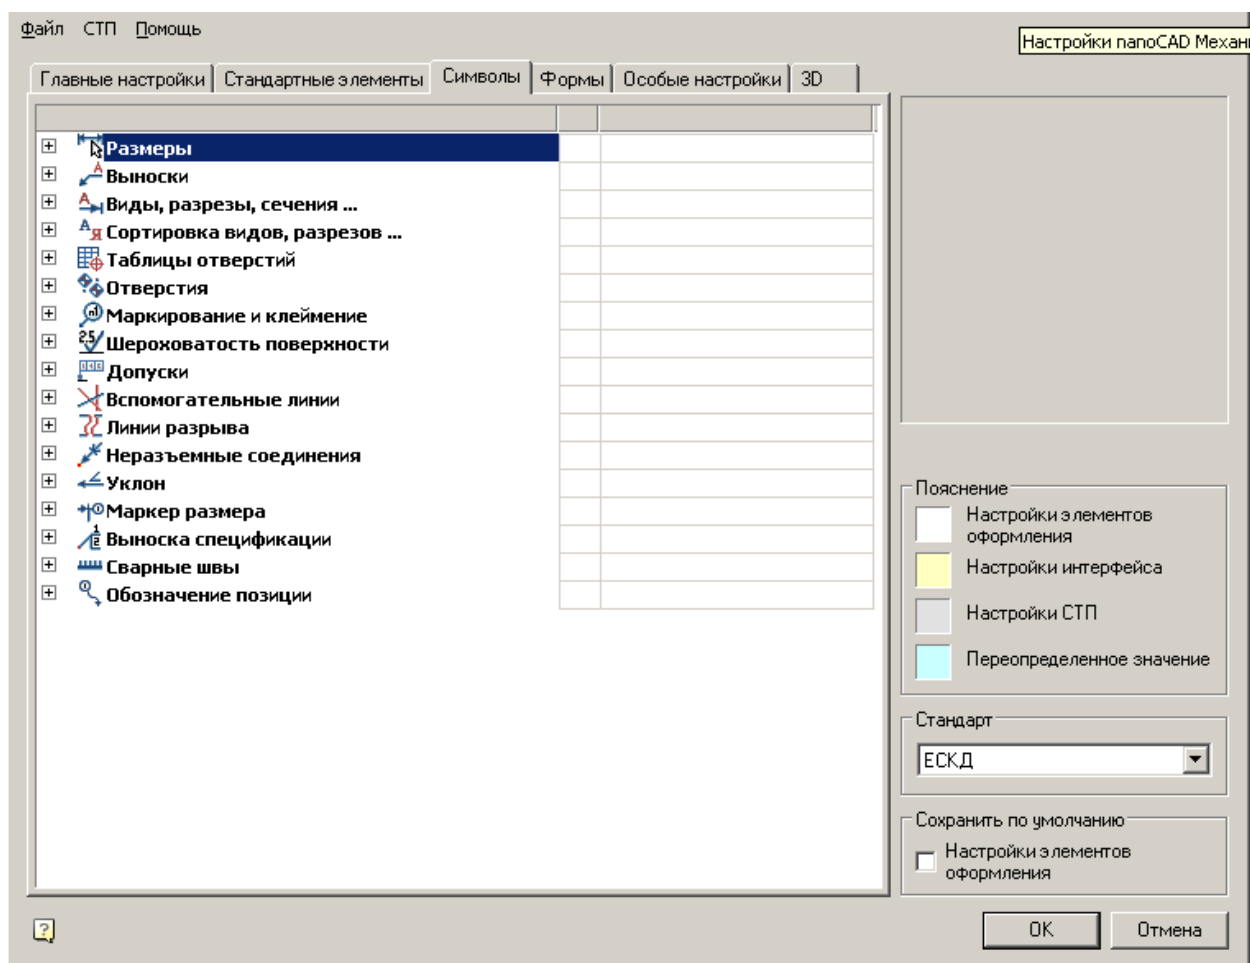 Файл СТП Помощь
Настройки nanoCAD Механи
Главные настройки Стандартные элементы Символы Формы Особые настройки 3D
Размеры
Выноски
Виды, разрезы, сечения ...
Сортировка видов, разрезов ...
Таблицы отверстий
Отверстия
Маркирование и клеймение
Шероховатость поверхности
Допуски
Вспомогательные линии
Линии разрыва
Неразъемные соединения
Уклон
Маркер размера
Выноска спецификации
Сварные швы
Обозначение позиции
Пояснение
Настройки элементов
оформления
Настройки интерфейса
Настройки СТП
Переопределенное значение
Стандарт
ЕСКД
Сохранить по умолчанию
Настройки элементов
оформления
OK Отмена